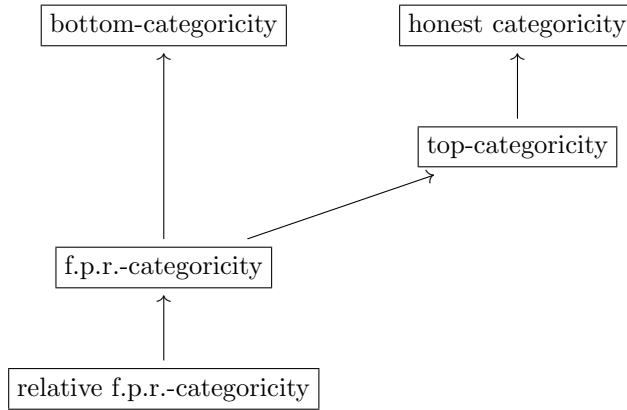 bottom-categoricity
honest categoricity
top-categoricity
f.p.r.-categoricity
relative f.p.r.-categoricity